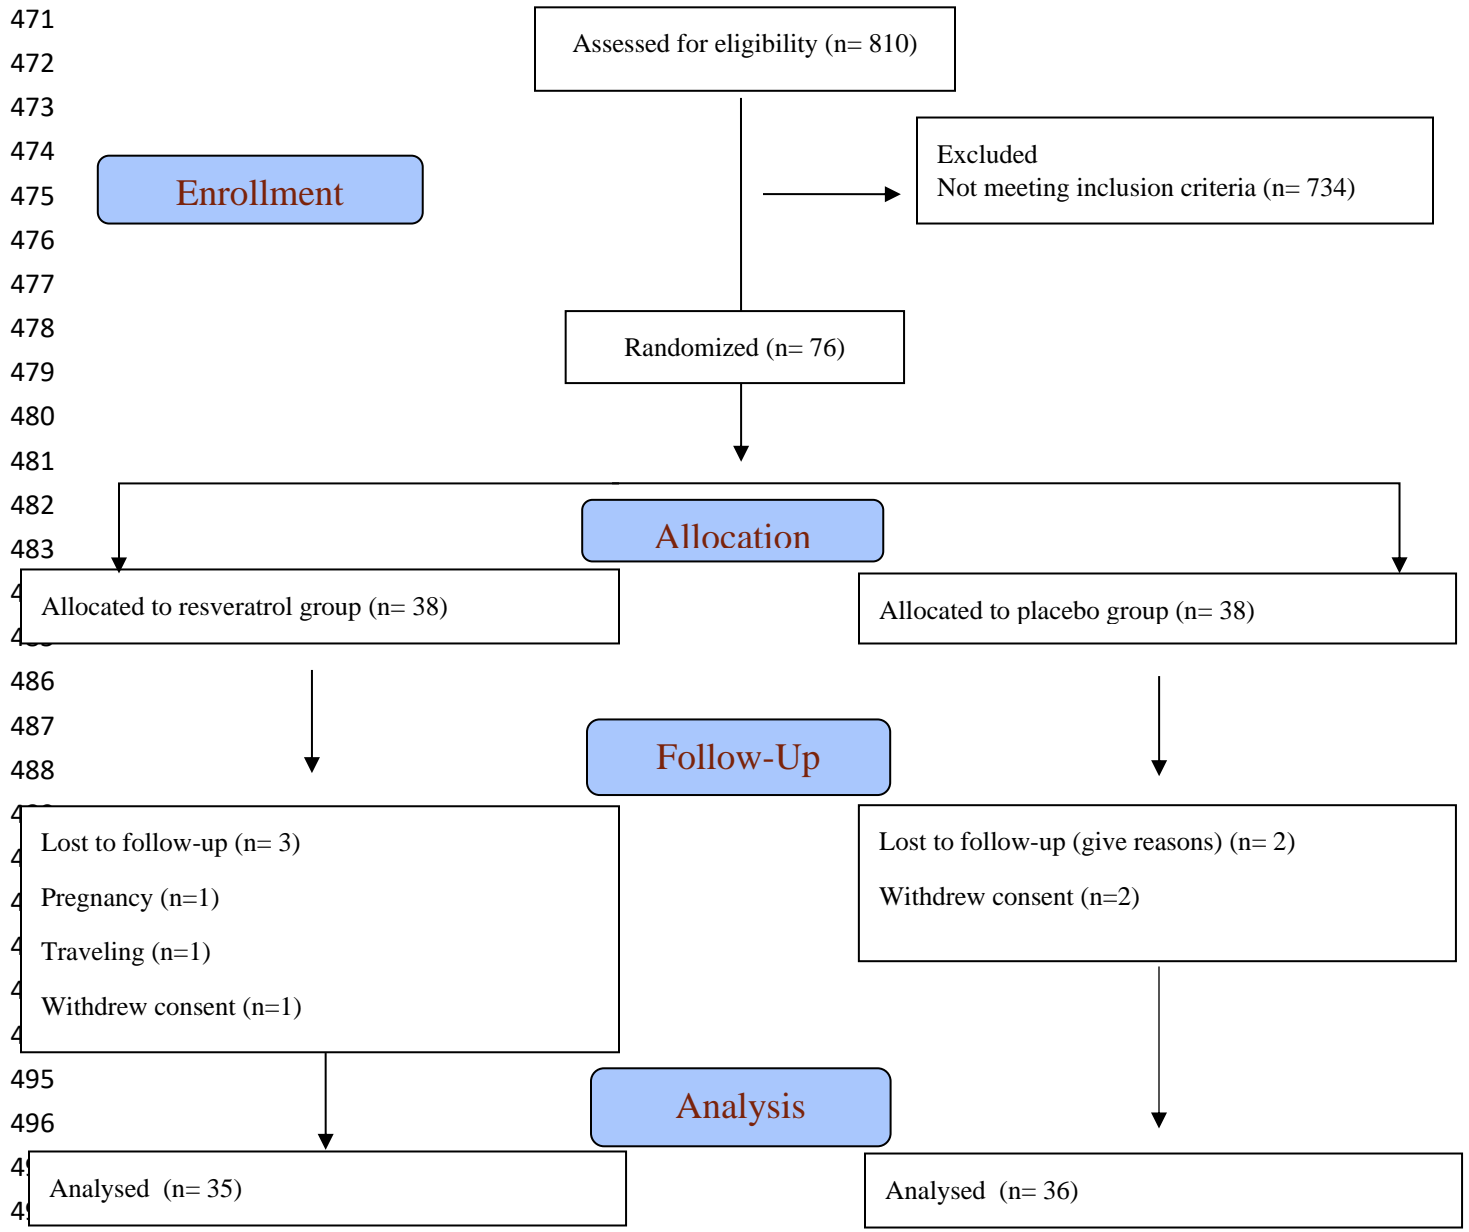 471
Assessed for eligibility (n= 810)
472
473
474
Excluded
Enrollment
475
Not meeting inclusion criteria (n= 734)
476
477
478
Randomized (n= 76)
479
480
481
482
Allocation
483
Allocated to resveratrol group (n= 38)
Allocated to placebo group (n= 38)
486
487
Follow-Up
488
Lost to follow-up (n= 3)
Lost to follow-up (give reasons) (n= 2)
Pregnancy (n=1)
Withdrew consent (n=2)
Traveling (n=1)
Withdrew consent (n=1)
495
Analysis
496
Analysed (n= 35)
Analysed (n= 36)